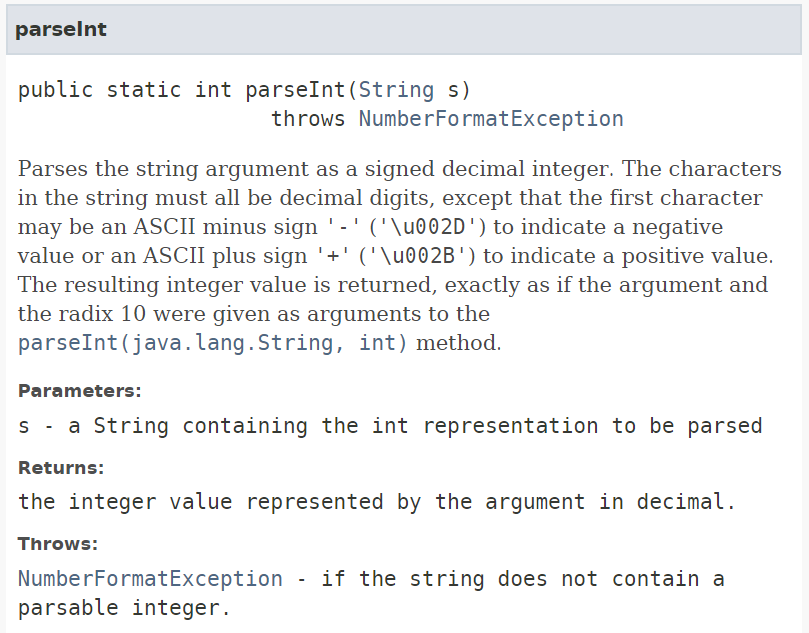 parseInt
public static int parseInt(String s)
throws NumberFormatException
Parses the string argument as a signed decimal integer. The characters
in the string must all be decimal digits, except that the first character
may be an ASCII minus sign '-' ('\u002D') to indicate a negative
value or an ASCII plus sign '+' ('\u002B') to indicate a positive value.
The resulting integer value is returned, exactly as if the argument and
the radix 10 were given as arguments to the
parseInt(java.lang.String, int) method.
Parameters:
s - a String containing the int representation to be parsed
Returns:
the integer value represented by the argument in decimal.
Throws:
NumberFormatException - if the string does not contain a
parsable integer.